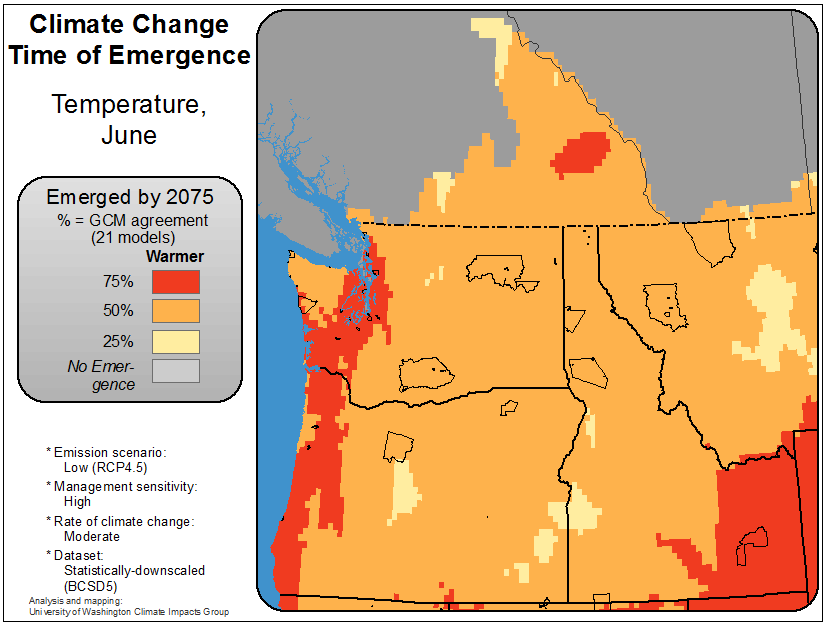 Climate Change
Time of Emergence
Temperature,
June
Emerged by 2075
% = GCM agreement
(21 models)
Warmer
75%
50%
25%
No Emer-
gence
* Emission scenario:
Low (RCP4.5)
* Management sensitivity:
High
* Rate of climate change:
Moderate
* Dataset:
Statistically-downscaled
(BCSD5)
Analysis and mapping:
University of Washington Climate Impacts Group